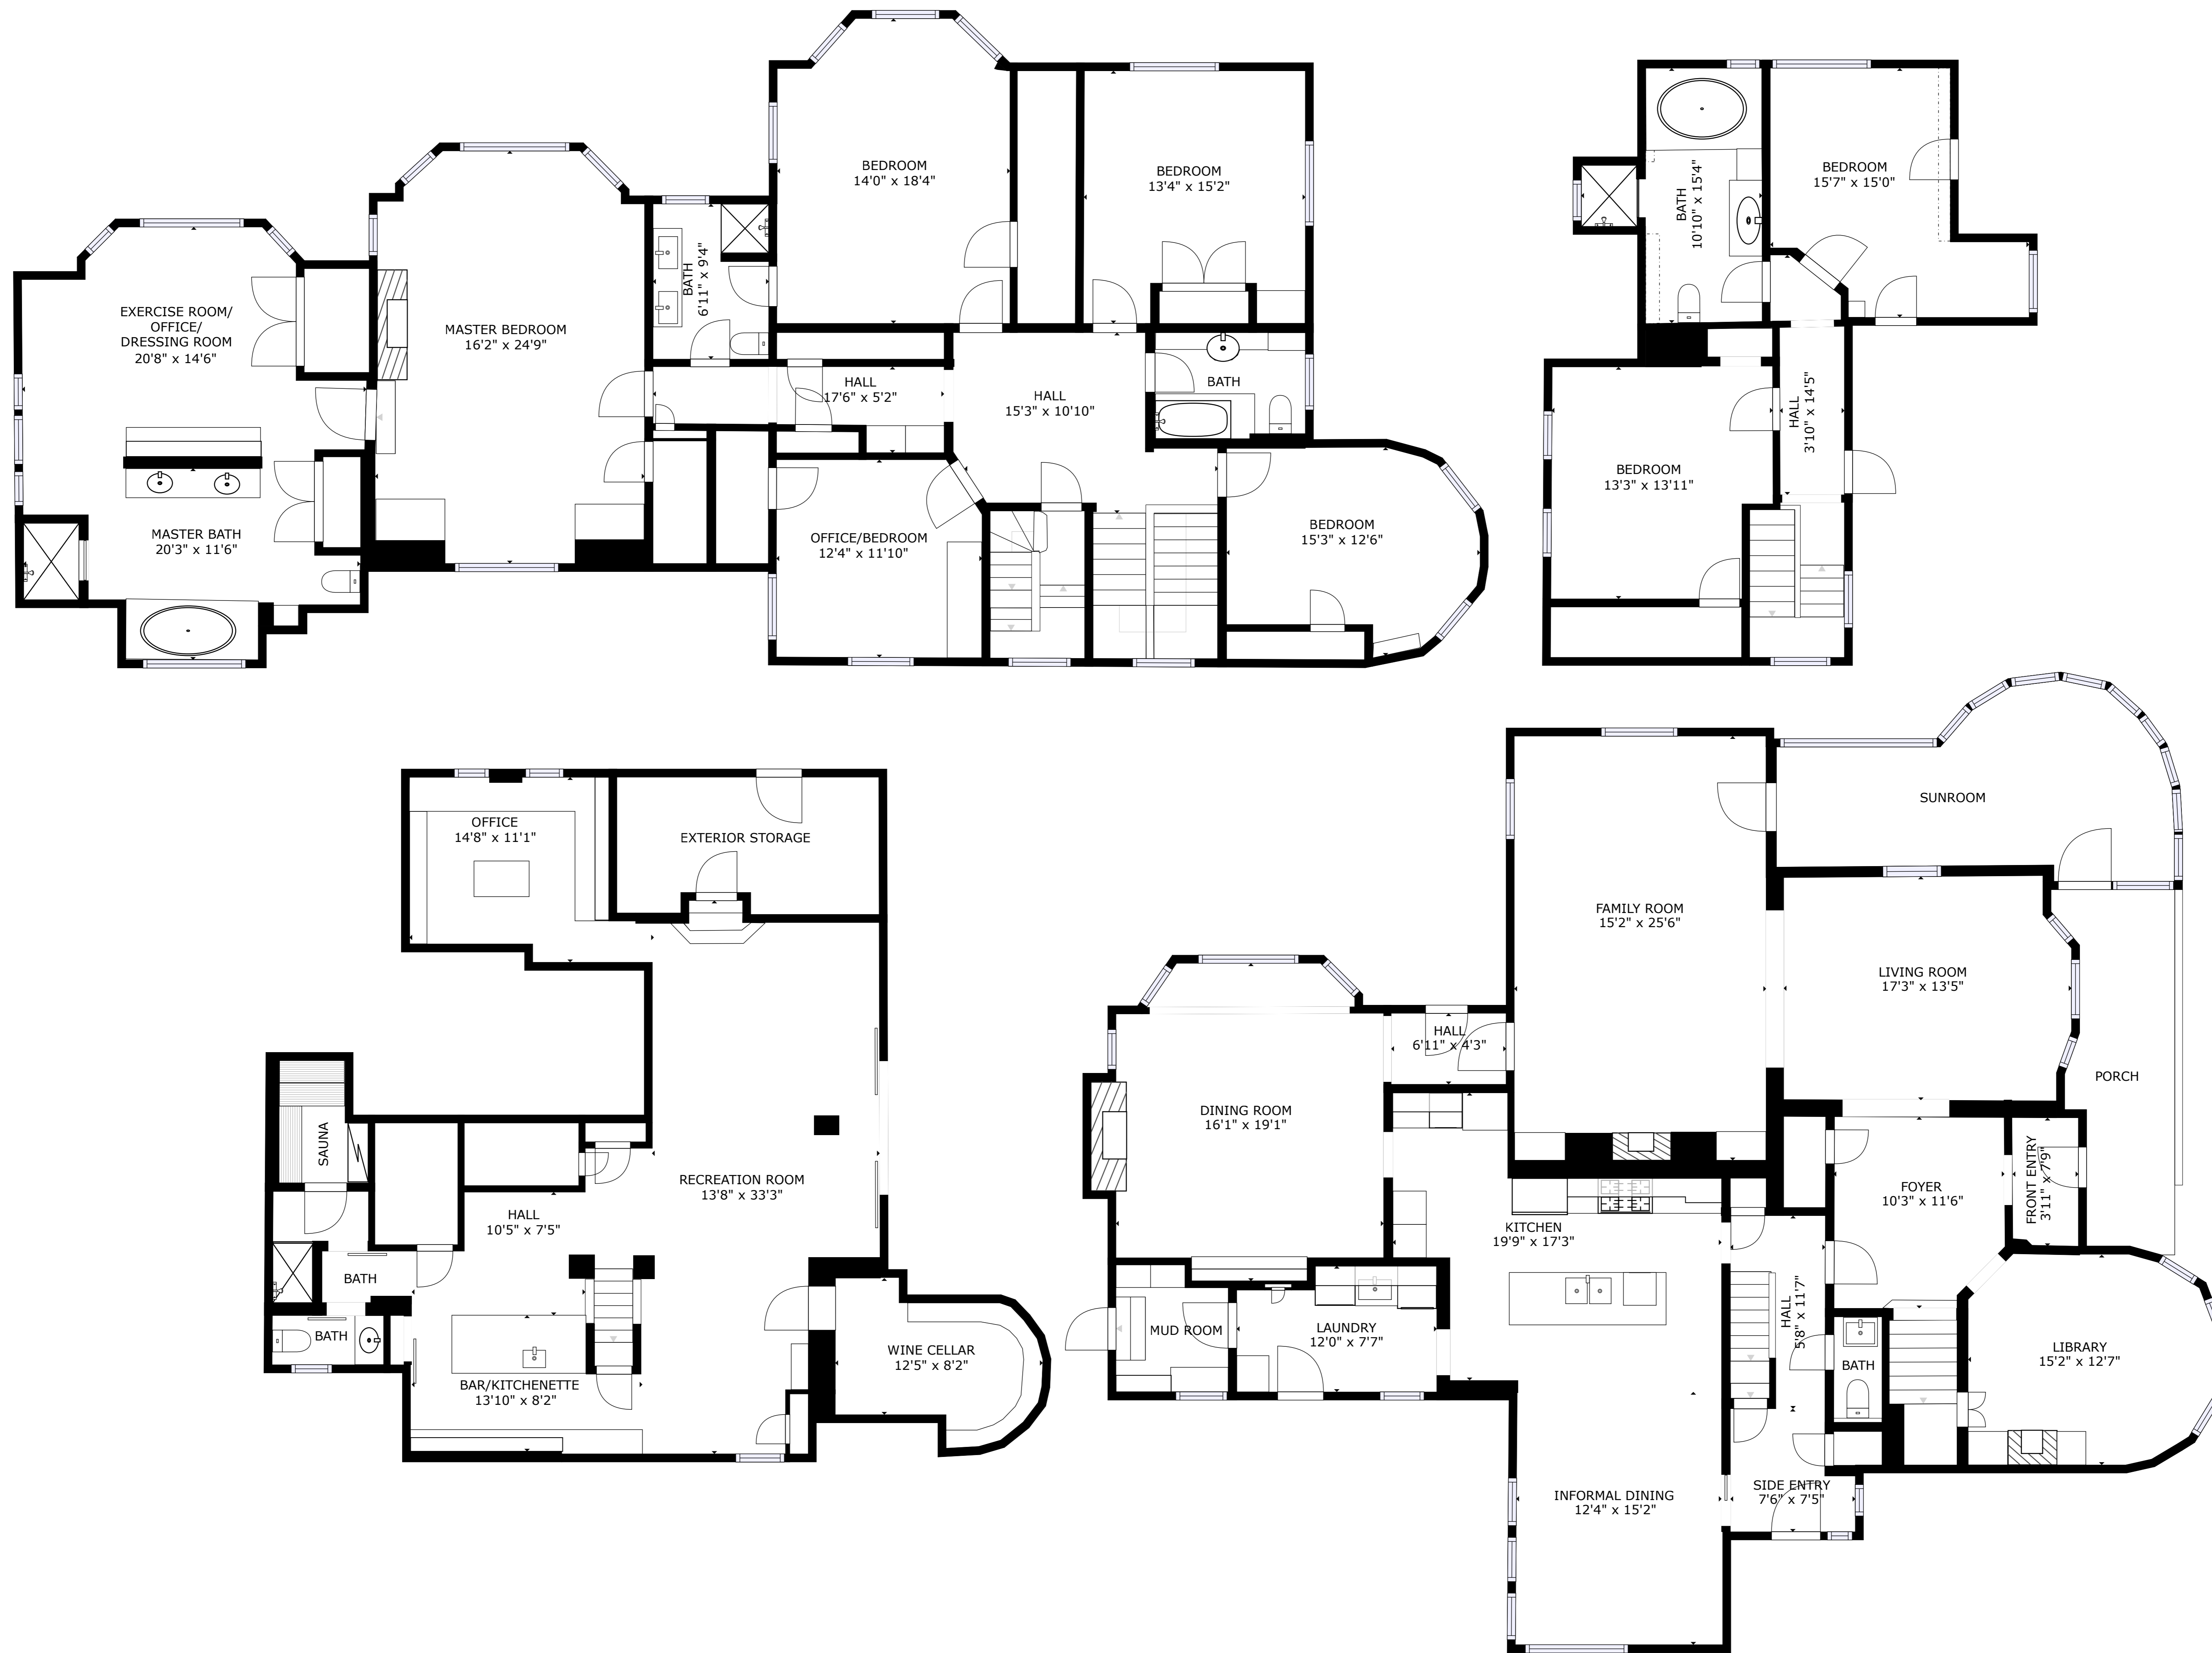 EXERCISE ROOM/
OFFICE/
DRESSING ROOM
20'8" x 14'6"
MASTER BATH
20'3" x 11'6"
MASTER BEDROOM
16'2" x 24'9"
BATH
6'11" x 9'4"
BEDROOM
14'0" x 18'4"
BEDROOM
13'4" x 15'2"
HALL
17'6" x 5'2"
HALL
15'3" x 10'10"
BATH
OFFICE/BEDROOM
12'4" x 11'10"
BEDROOM
15'3" x 12'6"
BATH
10'10" x 15'4"
BEDROOM
15'7" x 15'0"
HALL
3'10" x 14'5"
BEDROOM
13'3" x 13'11"
OFFICE
14'8" x 11'1"
EXTERIOR STORAGE
SAUNA
RECREATION ROOM
13'8" x 33'3"
HALL
10'5" x 7'5"
BATH
BATH
BAR/KITCHENETTE
13'10" x 8'2"
WINE CELLAR
12'5" x 8'2"
SUNROOM
FAMILY ROOM
15'2" x 25'6"
LIVING ROOM
17'3" x 13'5"
PORCH
HALL
6'11" x 4'3"
DINING ROOM
16'1" x 19'1"
FOYER
10'3" x 11'6"
FRONT ENTRY
3'11" x 7'9"
KITCHEN
19'9" x 17'3"
MUD ROOM
LAUNDRY
12'0" x 7'7"
HALL
5'8" x 11'7"
BATH
LIBRARY
15'2" x 12'7"
INFORMAL DINING
12'4" x 15'2"
SIDE ENTRY
7'6" x 7'5"